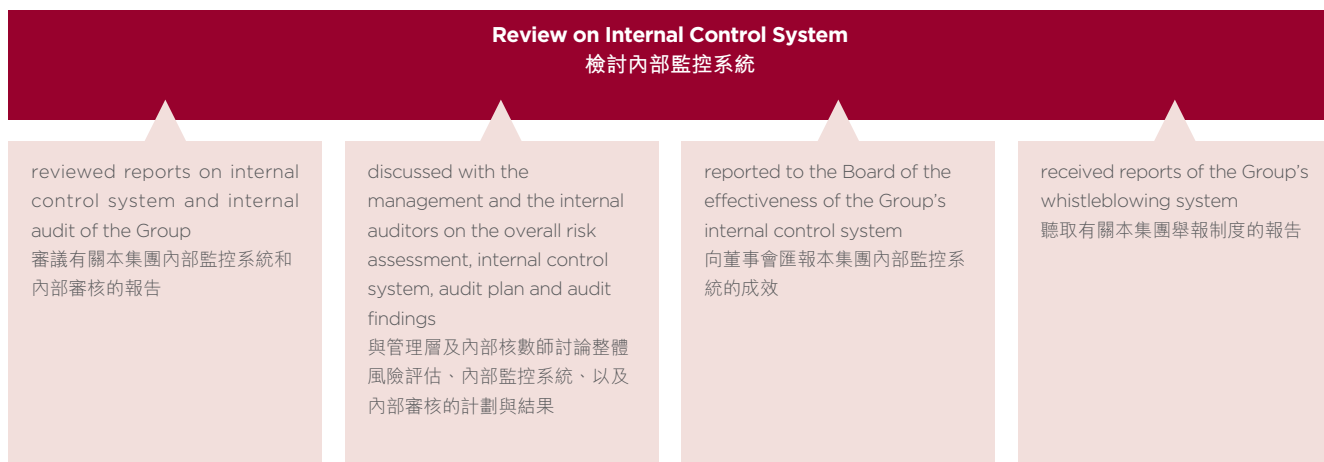 Review on Internal Control System
檢討內部監控系統
reviewed reports on internal
control system and internal
audit of the Group
審議有關本集團內部監控系統和
內部審核的報告
discussed with the
management and the internal
auditors on the overall risk
assessment, internal control
system, audit plan and audit
findings
與管理層及內部核數師討論整體
風險評估、內部監控系統、以及
內部審核的計劃與結果
reported to the Board of the
effectiveness of the Group’s
internal control system
向董事會匯報本集團內部監控系
統的成效
received reports of the Group’s
whistleblowing system
聽取有關本集團舉報制度的報告